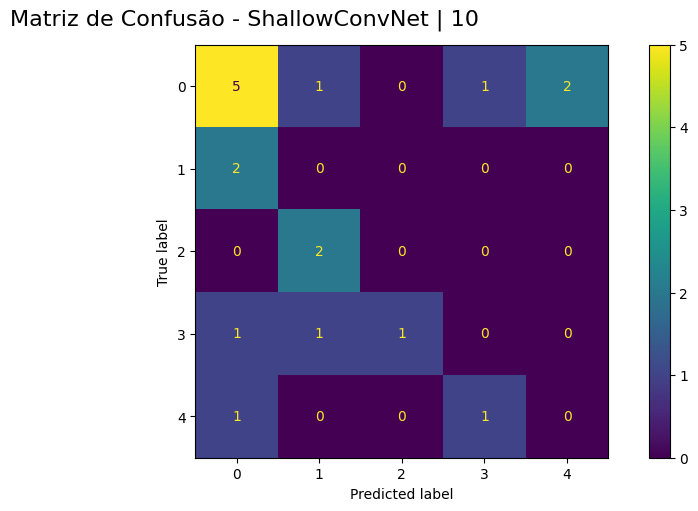 Matriz de Confusão - ShallowConvNet | 10
5
0 5 1 0 1 2
4
1 2 0 0 0 0
3
True label
2 0 2 0 0 0
2
3 1 1 1 0 0
1
4 1 0 0 1 0
0
0 1 2 3 4
Predicted label